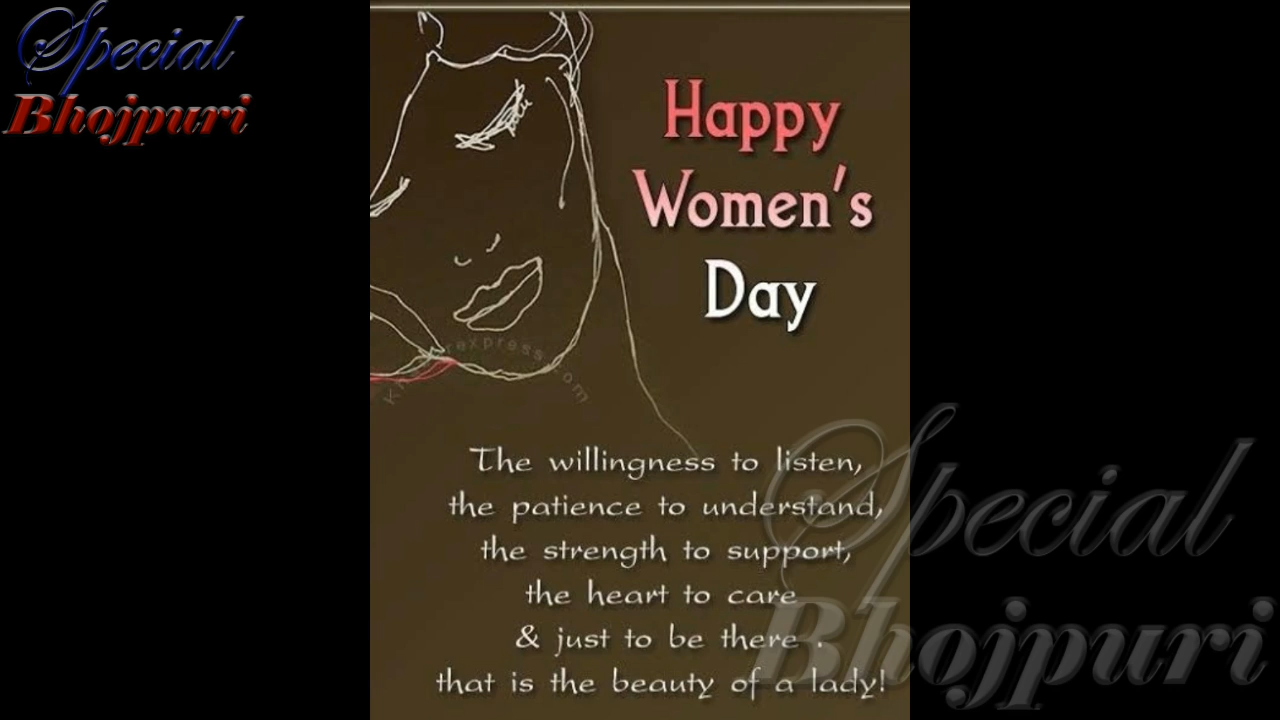 Special
Bhojpuri
Happy
Women's
Day
The willingness to listen,
the patience to understand,
the strength to support,
the heart to care
& just to be there .
that is the beauty of a lady!
Special
Bhojpuri